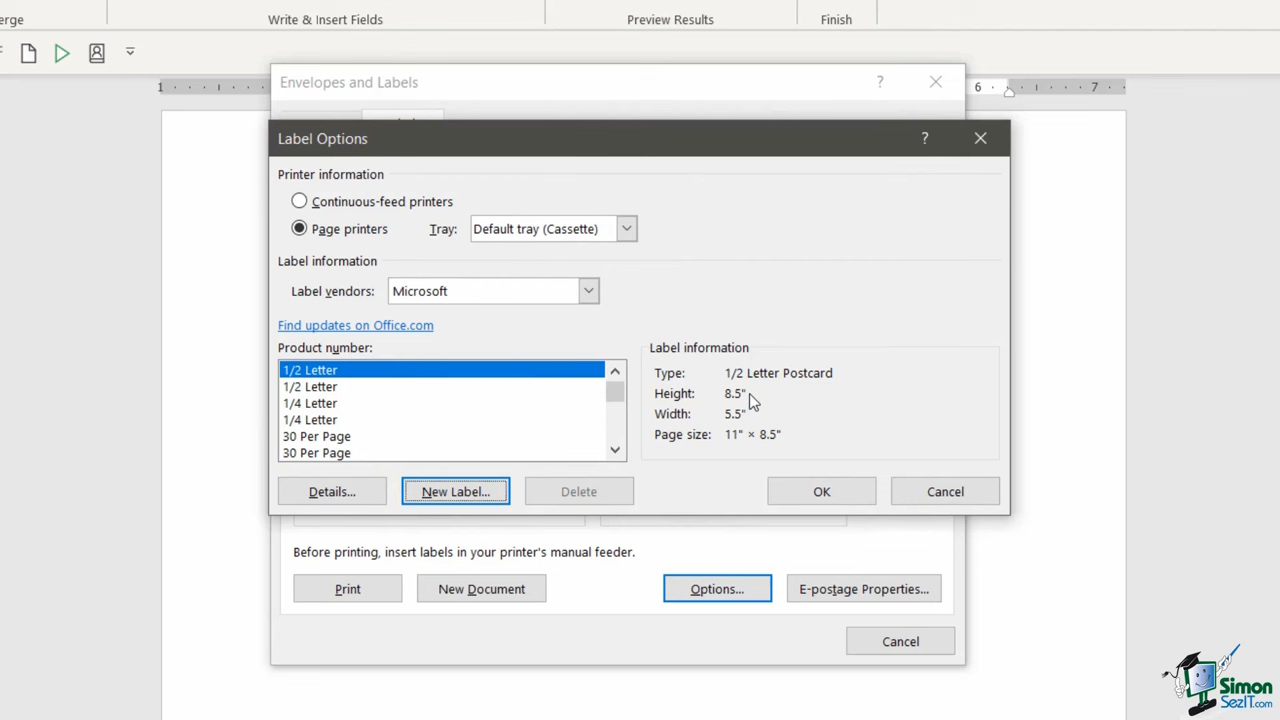 erge
Write & Insert Fields
Preview Results
Finish
Envelopes and Labels
?
1
6
7
Label Options
?
Printer information
Continuous-feed printers
Page printers
Tray:
Default tray (Cassette)
Label information
Label vendors:
Microsoft
Find updates on Office.com
Product number:
1/2 Letter
1/2 Letter
1/4 Letter
1/4 Letter
30 Per Page
30 Per Page
Label information
Type: 1/2 Letter Postcard
Height: 8.5"
Width: 5.5"
Page size: 11" × 8.5"
Details...
New Label...
Delete
OK
Cancel
Before printing, insert labels in your printer's manual feeder.
Print
New Document
Options...
E-postage Properties...
Cancel
Simon
SezIT.com